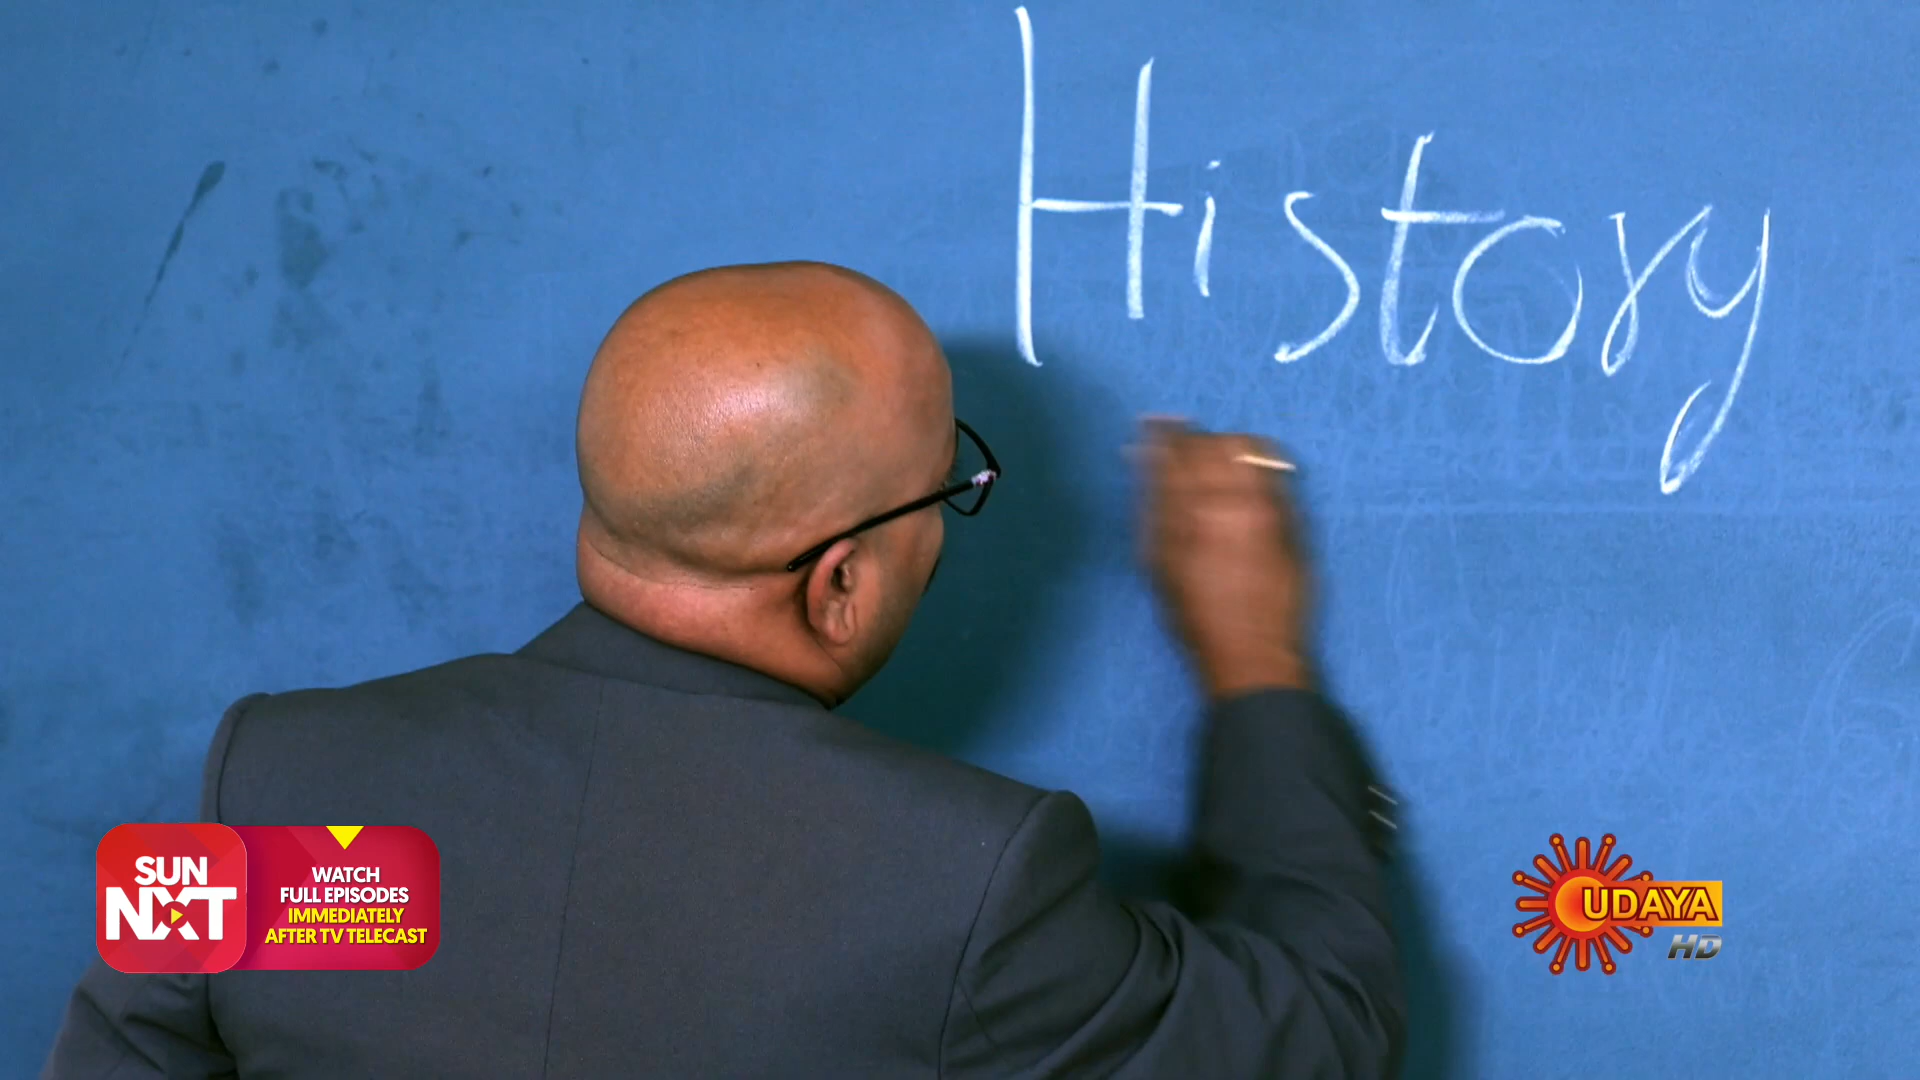 History
SUN
NXT
WATCH
FULL EPISODES
IMMEDIATELY
AFTER TV TELECAST
UDAYA
HD